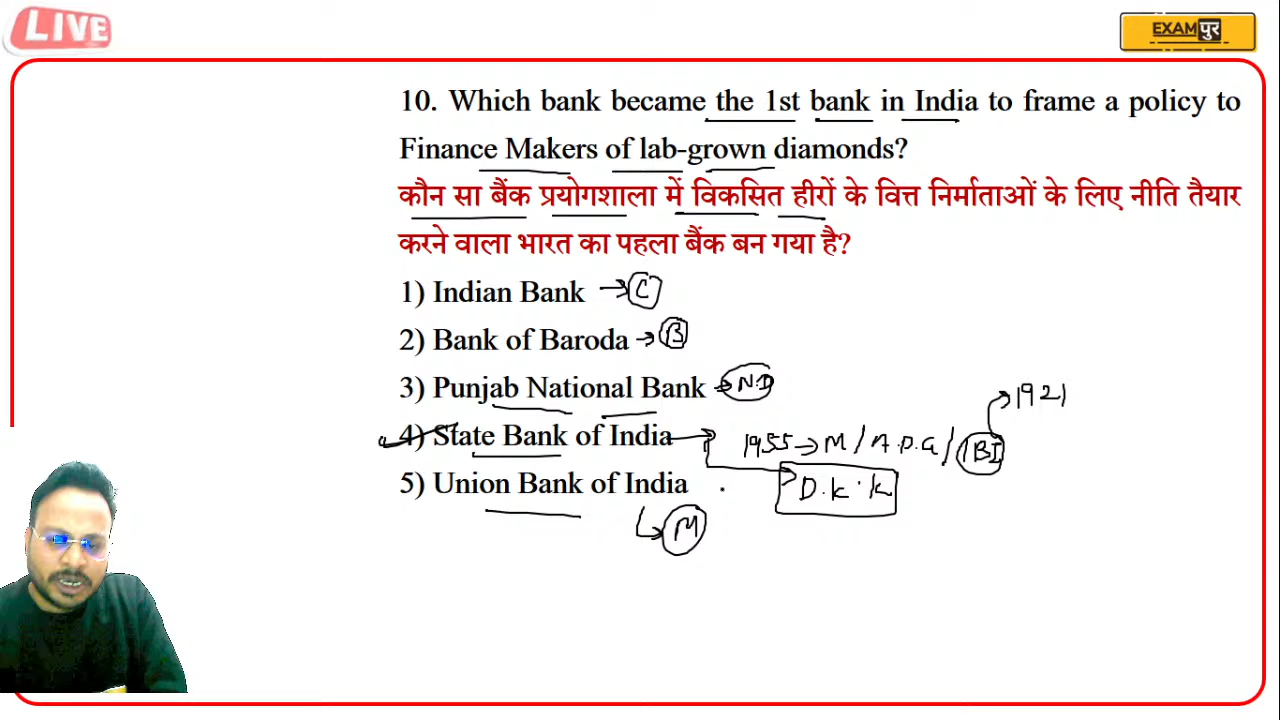 LIVE
EXAMपुर
10. Which bank became the 1st bank in India to frame a policy to
Finance Makers of lab-grown diamonds?
कौन सा बैंक प्रयोगशाला में विकसित हीरों के वित्त निर्माताओं के लिए नीति तैयार
करने वाला भारत का पहला बैंक बन गया है?
1) Indian Bank → C
2) Bank of Baroda → B
3) Punjab National Bank → N.D
1921
4) State Bank of India → 1955 → M / A.D.G / IBI
D.K.K
5) Union Bank of India
M